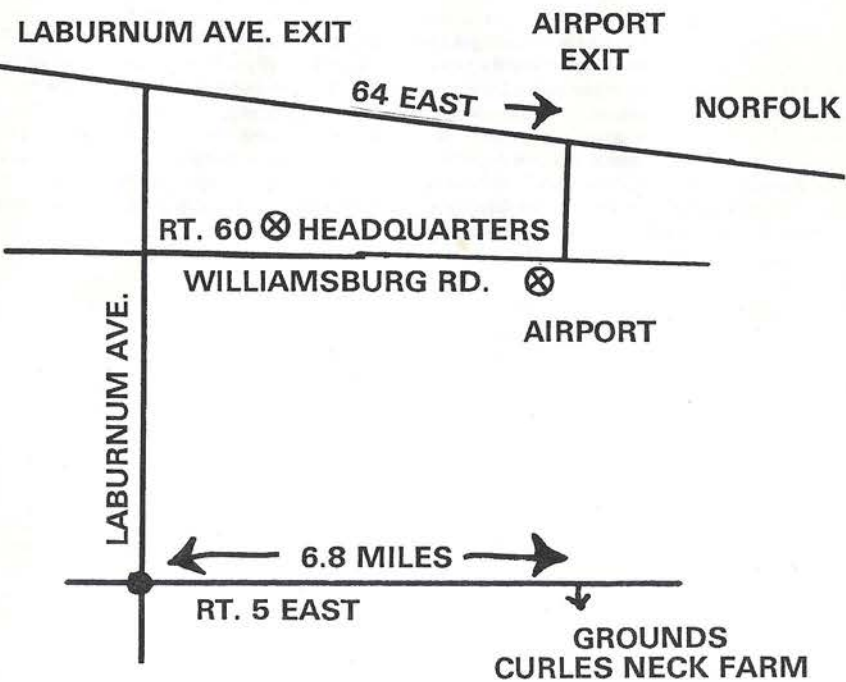 LABURNUM AVE. EXIT
AIRPORT
EXIT
64 EAST
NORFOLK
RT. 60 HEADQUARTERS
WILLIAMSBURG RD.
AIRPORT
LABURNUM AVE.
6.8 MILES
RT. 5 EAST
GROUNDS
CURLES NECK FARM